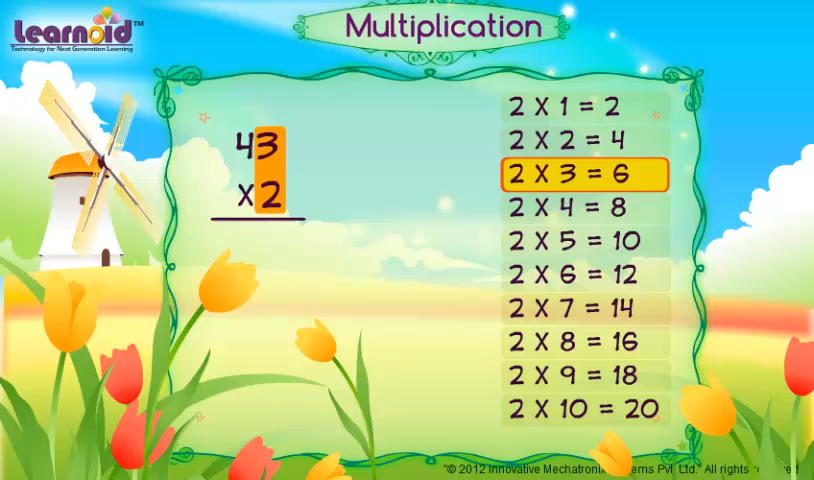 Learnoid™
Technology for Next Generation Learning
Multiplication
43
X2
2 X 1 = 2
2 X 2 = 4
2 X 3 = 6
2 X 4 = 8
2 X 5 = 10
2 X 6 = 12
2 X 7 = 14
2 X 8 = 16
2 X 9 = 18
2 X 10 = 20
"© 2012 Innovative Pvt. Ltd." All rights